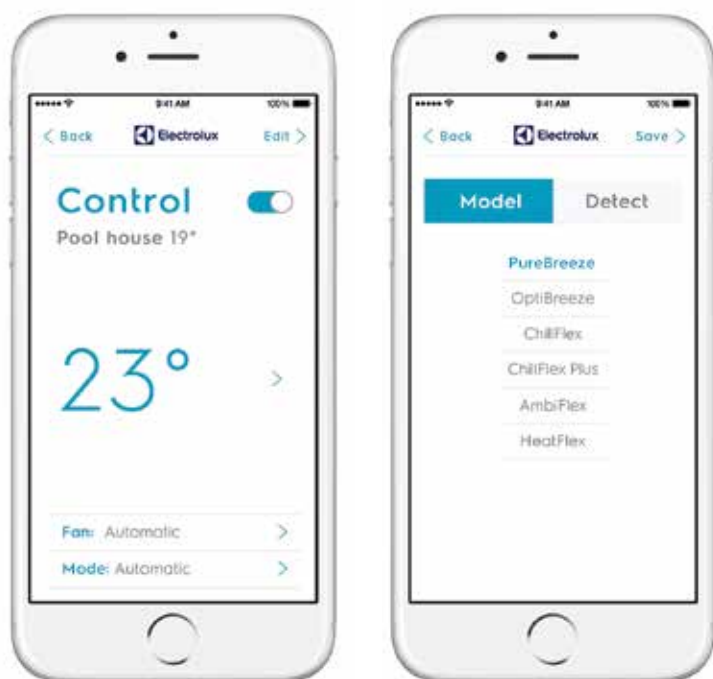 9:41 AM 100%
Back Electrolux Edit
Control
Pool house 19°
23°
Fan: Automatic
Mode: Automatic
9:41 AM 100%
Back Electrolux Save
Model Detect
PureBreeze
OptiBreeze
ChillFlex
ChillFlex Plus
AmbiFlex
HeatFlex